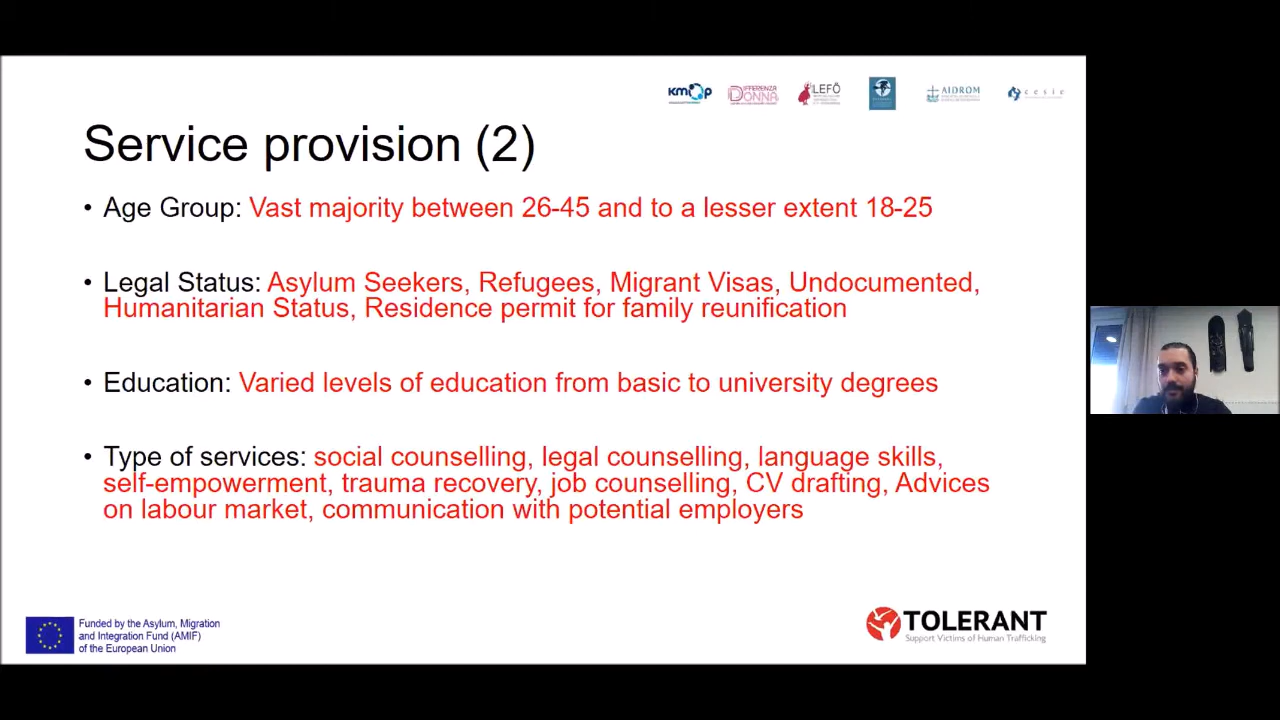 KMOP
DIFFERENZA
DONNA
LEFÖ
AIDROM
cesie
Service provision (2)
• Age Group: Vast majority between 26-45 and to a lesser extent 18-25
• Legal Status: Asylum Seekers, Refugees, Migrant Visas, Undocumented,
Humanitarian Status, Residence permit for family reunification
• Education: Varied levels of education from basic to university degrees
• Type of services: social counselling, legal counselling, language skills,
self-empowerment, trauma recovery, job counselling, CV drafting, Advices
on labour market, communication with potential employers
Funded by the Asylum, Migration
and Integration Fund (AMIF)
of the European Union
TOLERANT
Support Victims of Human Trafficking